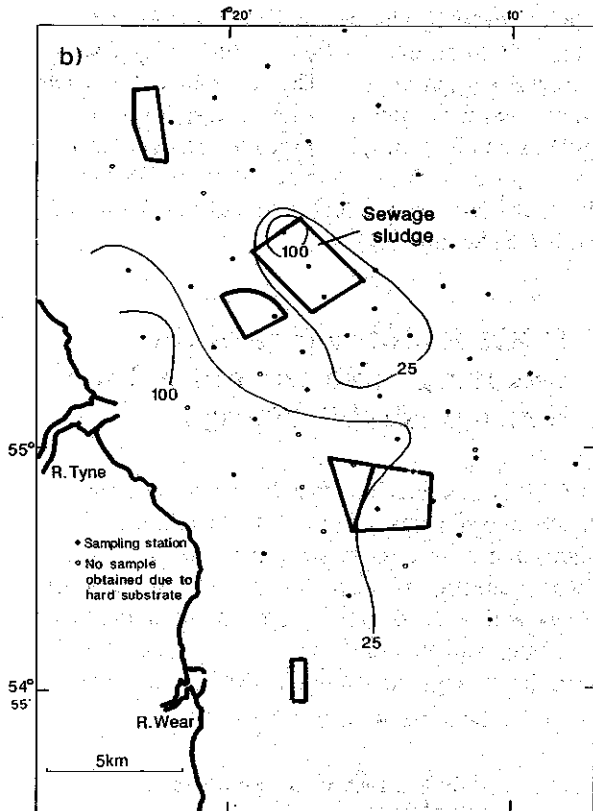 1° 20'
10'
b)
Sewage
sludge
100
25
100
55°
R.Tyne
• Sampling station
○ No sample
obtained due to
hard substrate
25
54°
55'
R.Wear
5km